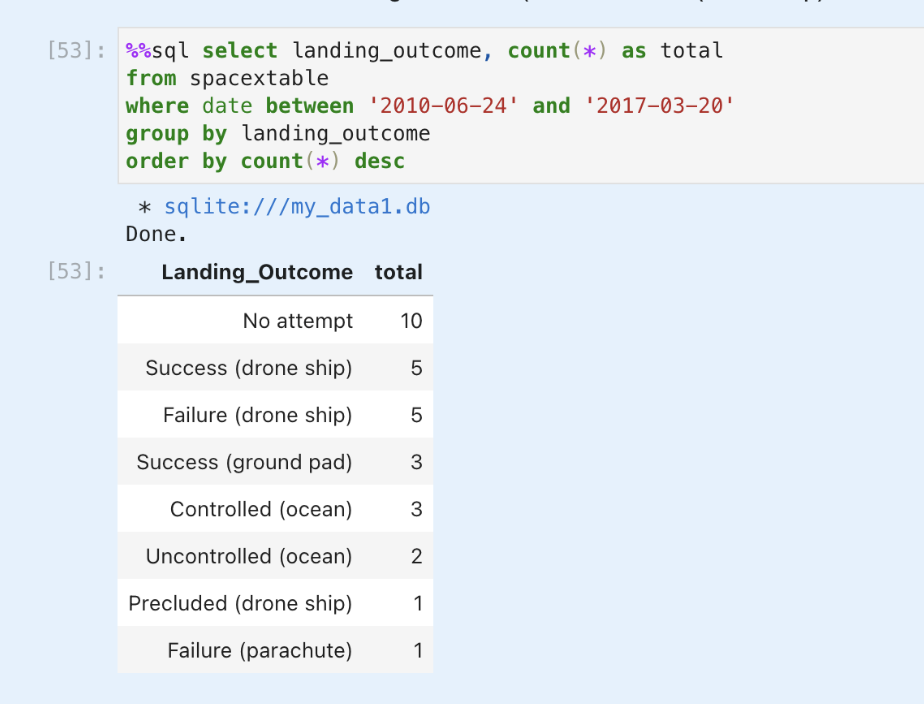 [53]: %%sql select landing_outcome, count(*) as total
from spacextable
where date between '2010-06-24' and '2017-03-20'
group by landing_outcome
order by count(*) desc
* sqlite:///my_data1.db
Done.
[53]: Landing_Outcome total
No attempt 10
Success (drone ship) 5
Failure (drone ship) 5
Success (ground pad) 3
Controlled (ocean) 3
Uncontrolled (ocean) 2
Precluded (drone ship) 1
Failure (parachute) 1